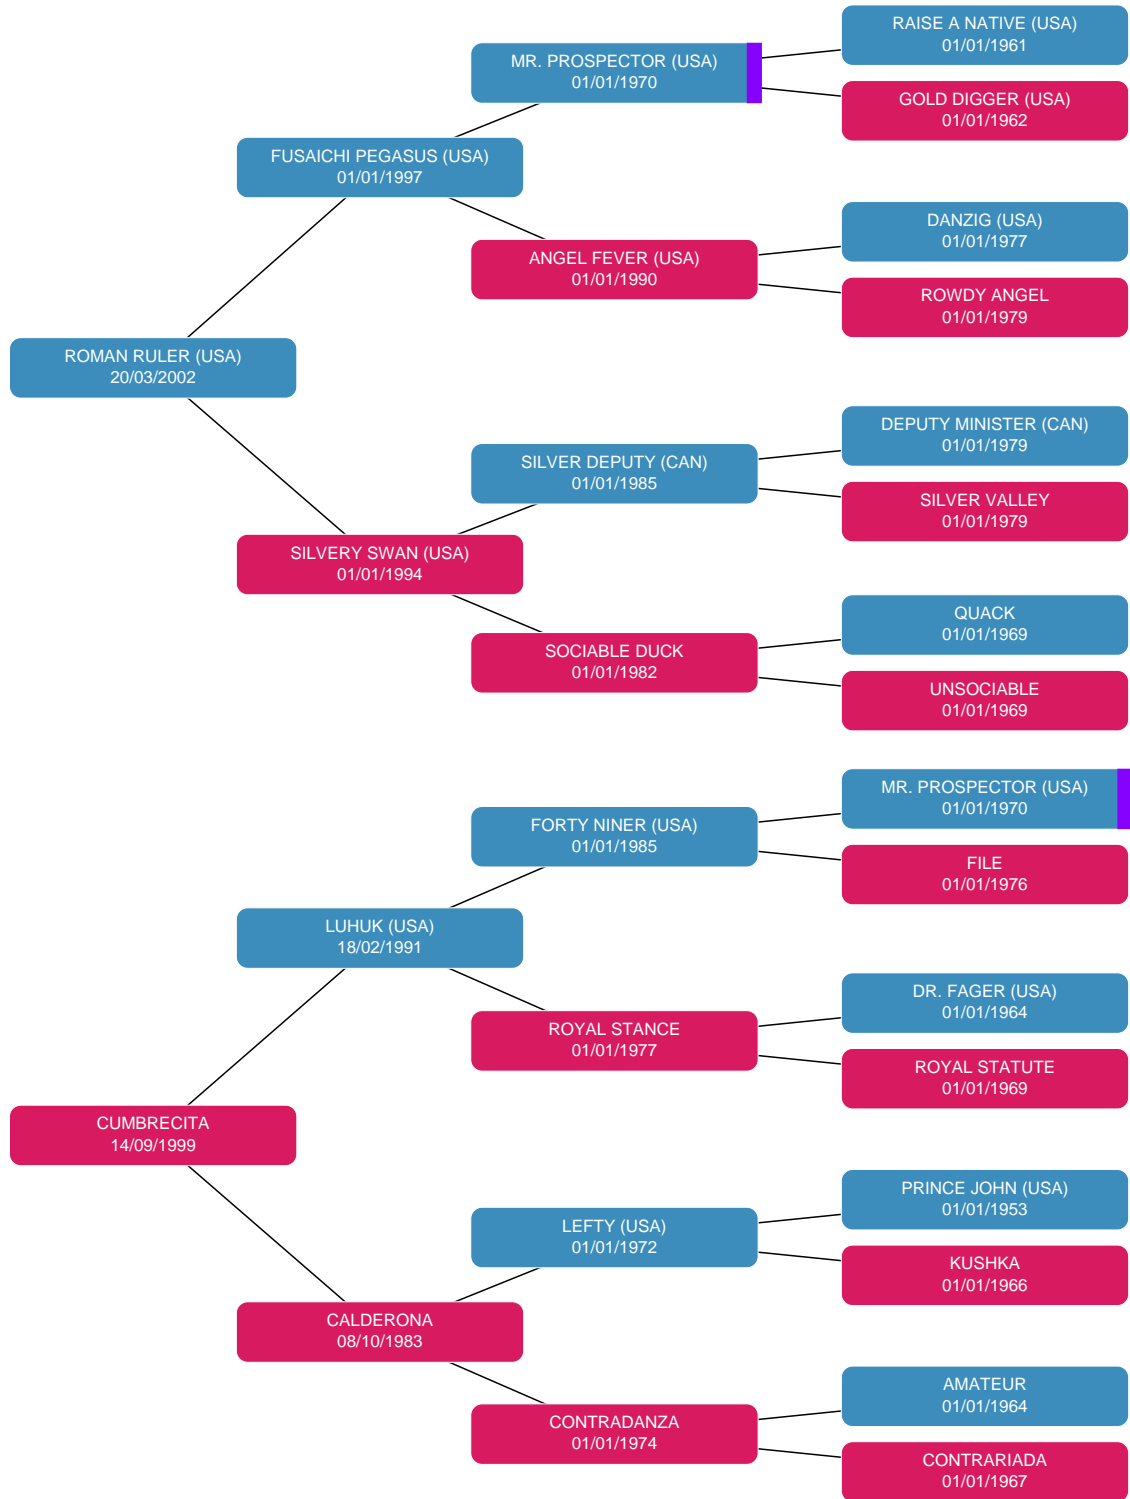 RAISE A NATIVE (USA)
01/01/1961
MR. PROSPECTOR (USA)
01/01/1970
GOLD DIGGER (USA)
01/01/1962
FUSAICHI PEGASUS (USA)
01/01/1997
DANZIG (USA)
01/01/1977
ANGEL FEVER (USA)
01/01/1990
ROWDY ANGEL
01/01/1979
ROMAN RULER (USA)
20/03/2002
DEPUTY MINISTER (CAN)
01/01/1979
SILVER DEPUTY (CAN)
01/01/1985
SILVER VALLEY
01/01/1979
SILVERY SWAN (USA)
01/01/1994
QUACK
01/01/1969
SOCIABLE DUCK
01/01/1982
UNSOCIABLE
01/01/1969
MR. PROSPECTOR (USA)
01/01/1970
FORTY NINER (USA)
01/01/1985
FILE
01/01/1976
LUHUK (USA)
18/02/1991
DR. FAGER (USA)
01/01/1964
ROYAL STANCE
01/01/1977
ROYAL STATUTE
01/01/1969
CUMBRECITA
14/09/1999
PRINCE JOHN (USA)
01/01/1953
LEFTY (USA)
01/01/1972
KUSHKA
01/01/1966
CALDERONA
08/10/1983
AMATEUR
01/01/1964
CONTRADANZA
01/01/1974
CONTRARIADA
01/01/1967